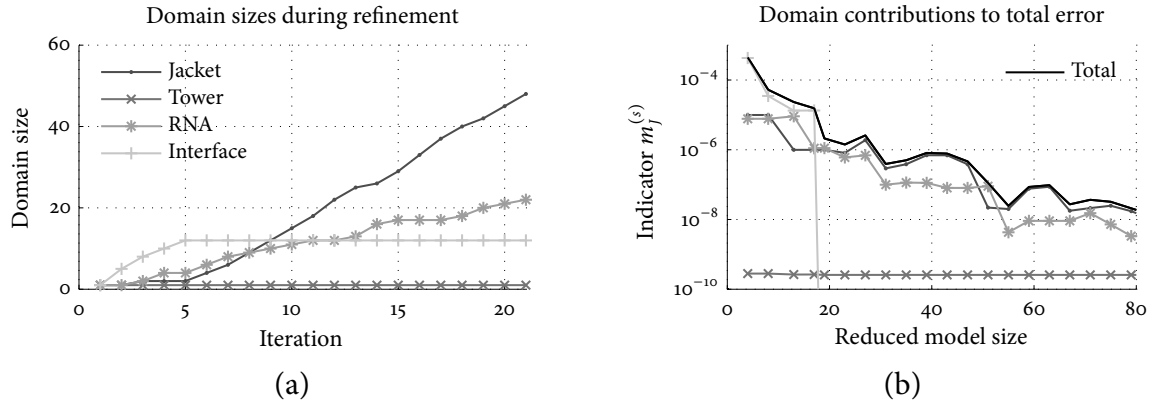 Domain sizes during refinement
60
40
20
0
Domain size
Jacket
Tower
RNA
Interface
0 5 10 15 20
Iteration
(a)
Domain contributions to total error
10⁻⁴
10⁻⁶
10⁻⁸
10⁻¹⁰
Indicator m_j^(s)
Total
0 20 40 60 80
Reduced model size
(b)